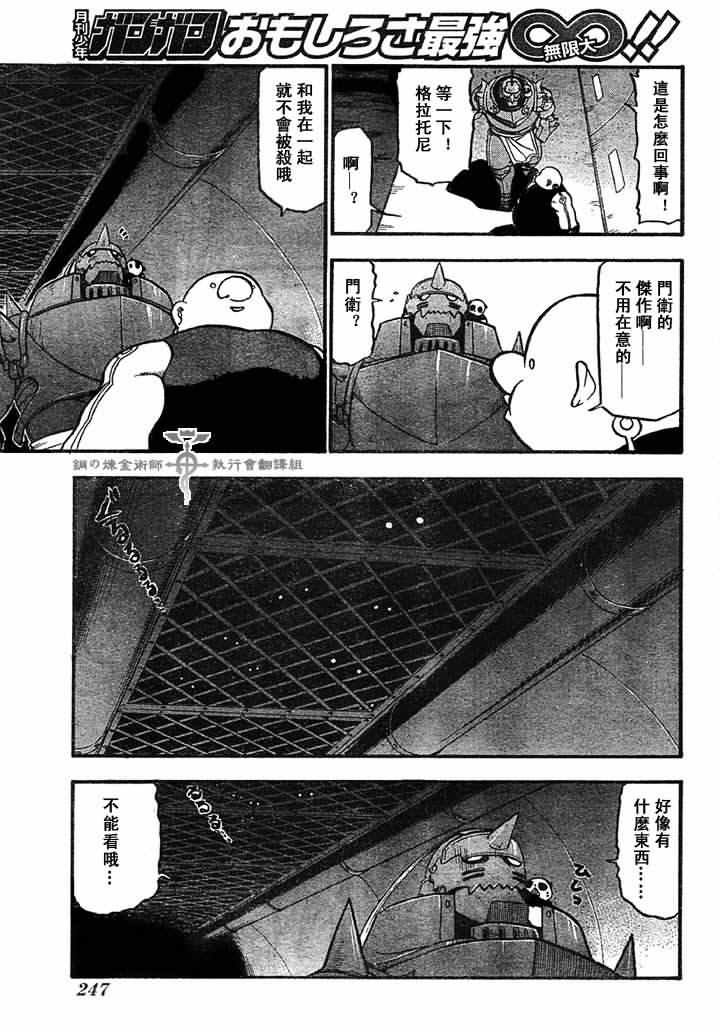 月刊少年
ガンガン おもしろさ最強 無限大!!
這是怎麼回事啊!
等一下!
格拉托尼
啊——?
和我在一起
就不會被殺哦
門衛的
傑作啊——
不用在意的——
門衛?
鋼の煉金術師 執行會翻譯組
好像有
什麼東西……
不能看哦…
247